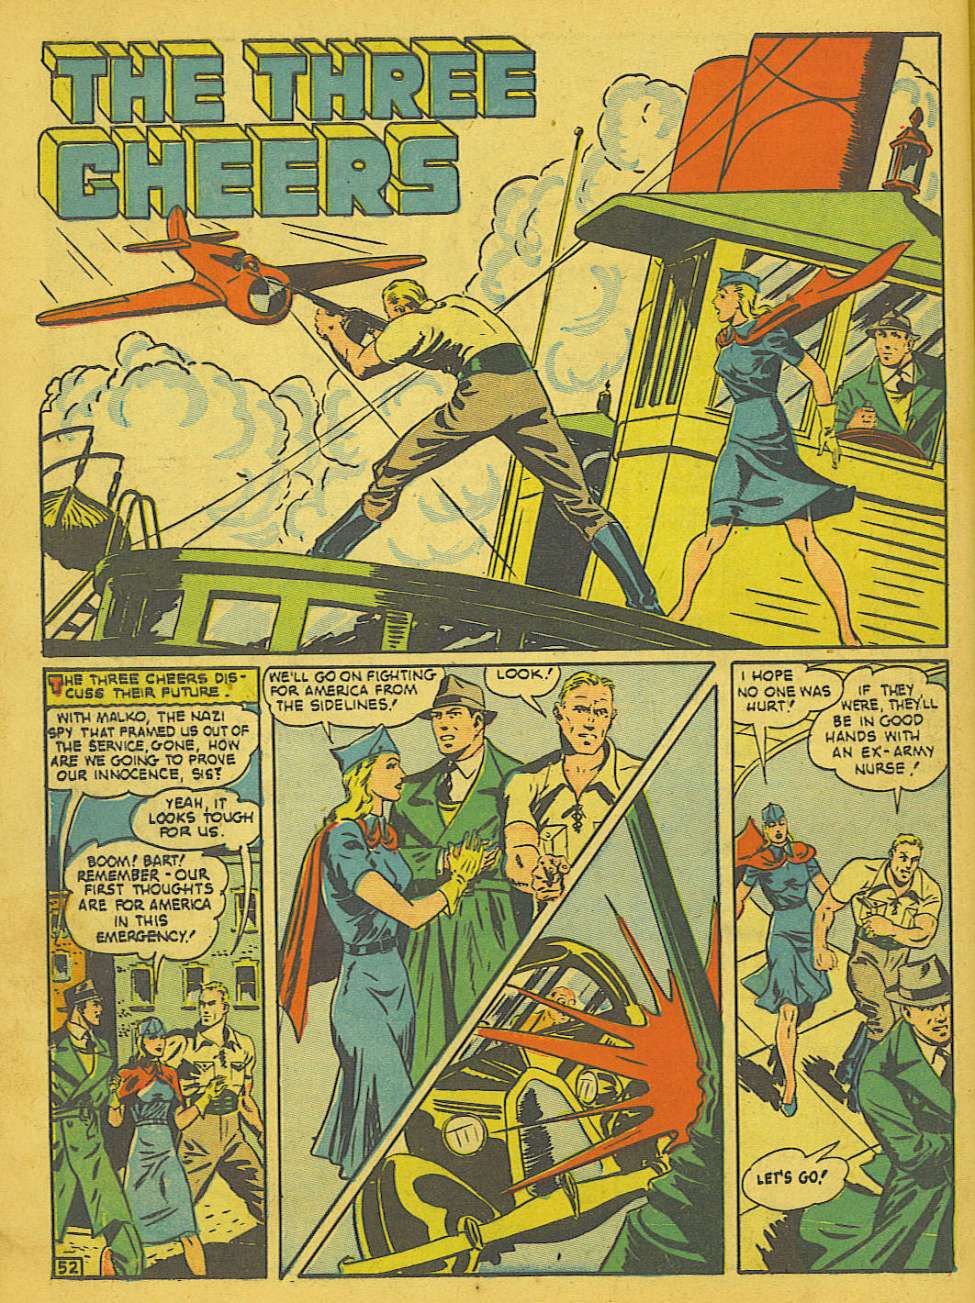 THE THREE
CHEERS
THE THREE CHEERS DIS-
CUSS THEIR FUTURE.
WITH MALKO, THE NAZI
SPY THAT FRAMED US OUT OF
THE SERVICE, GONE, HOW
ARE WE GOING TO PROVE
OUR INNOCENCE, SIS?
YEAH, IT
LOOKS TOUGH
FOR US.
BOOM! BART!
REMEMBER - OUR
FIRST THOUGHTS
ARE FOR AMERICA
IN THIS
EMERGENCY!
52
WE'LL GO ON FIGHTING
FOR AMERICA FROM
THE SIDELINES!
LOOK!
I HOPE
NO ONE WAS
HURT!
IF THEY
WERE, THEY'LL
BE IN GOOD
HANDS WITH
AN EX-ARMY
NURSE!
LET'S GO!